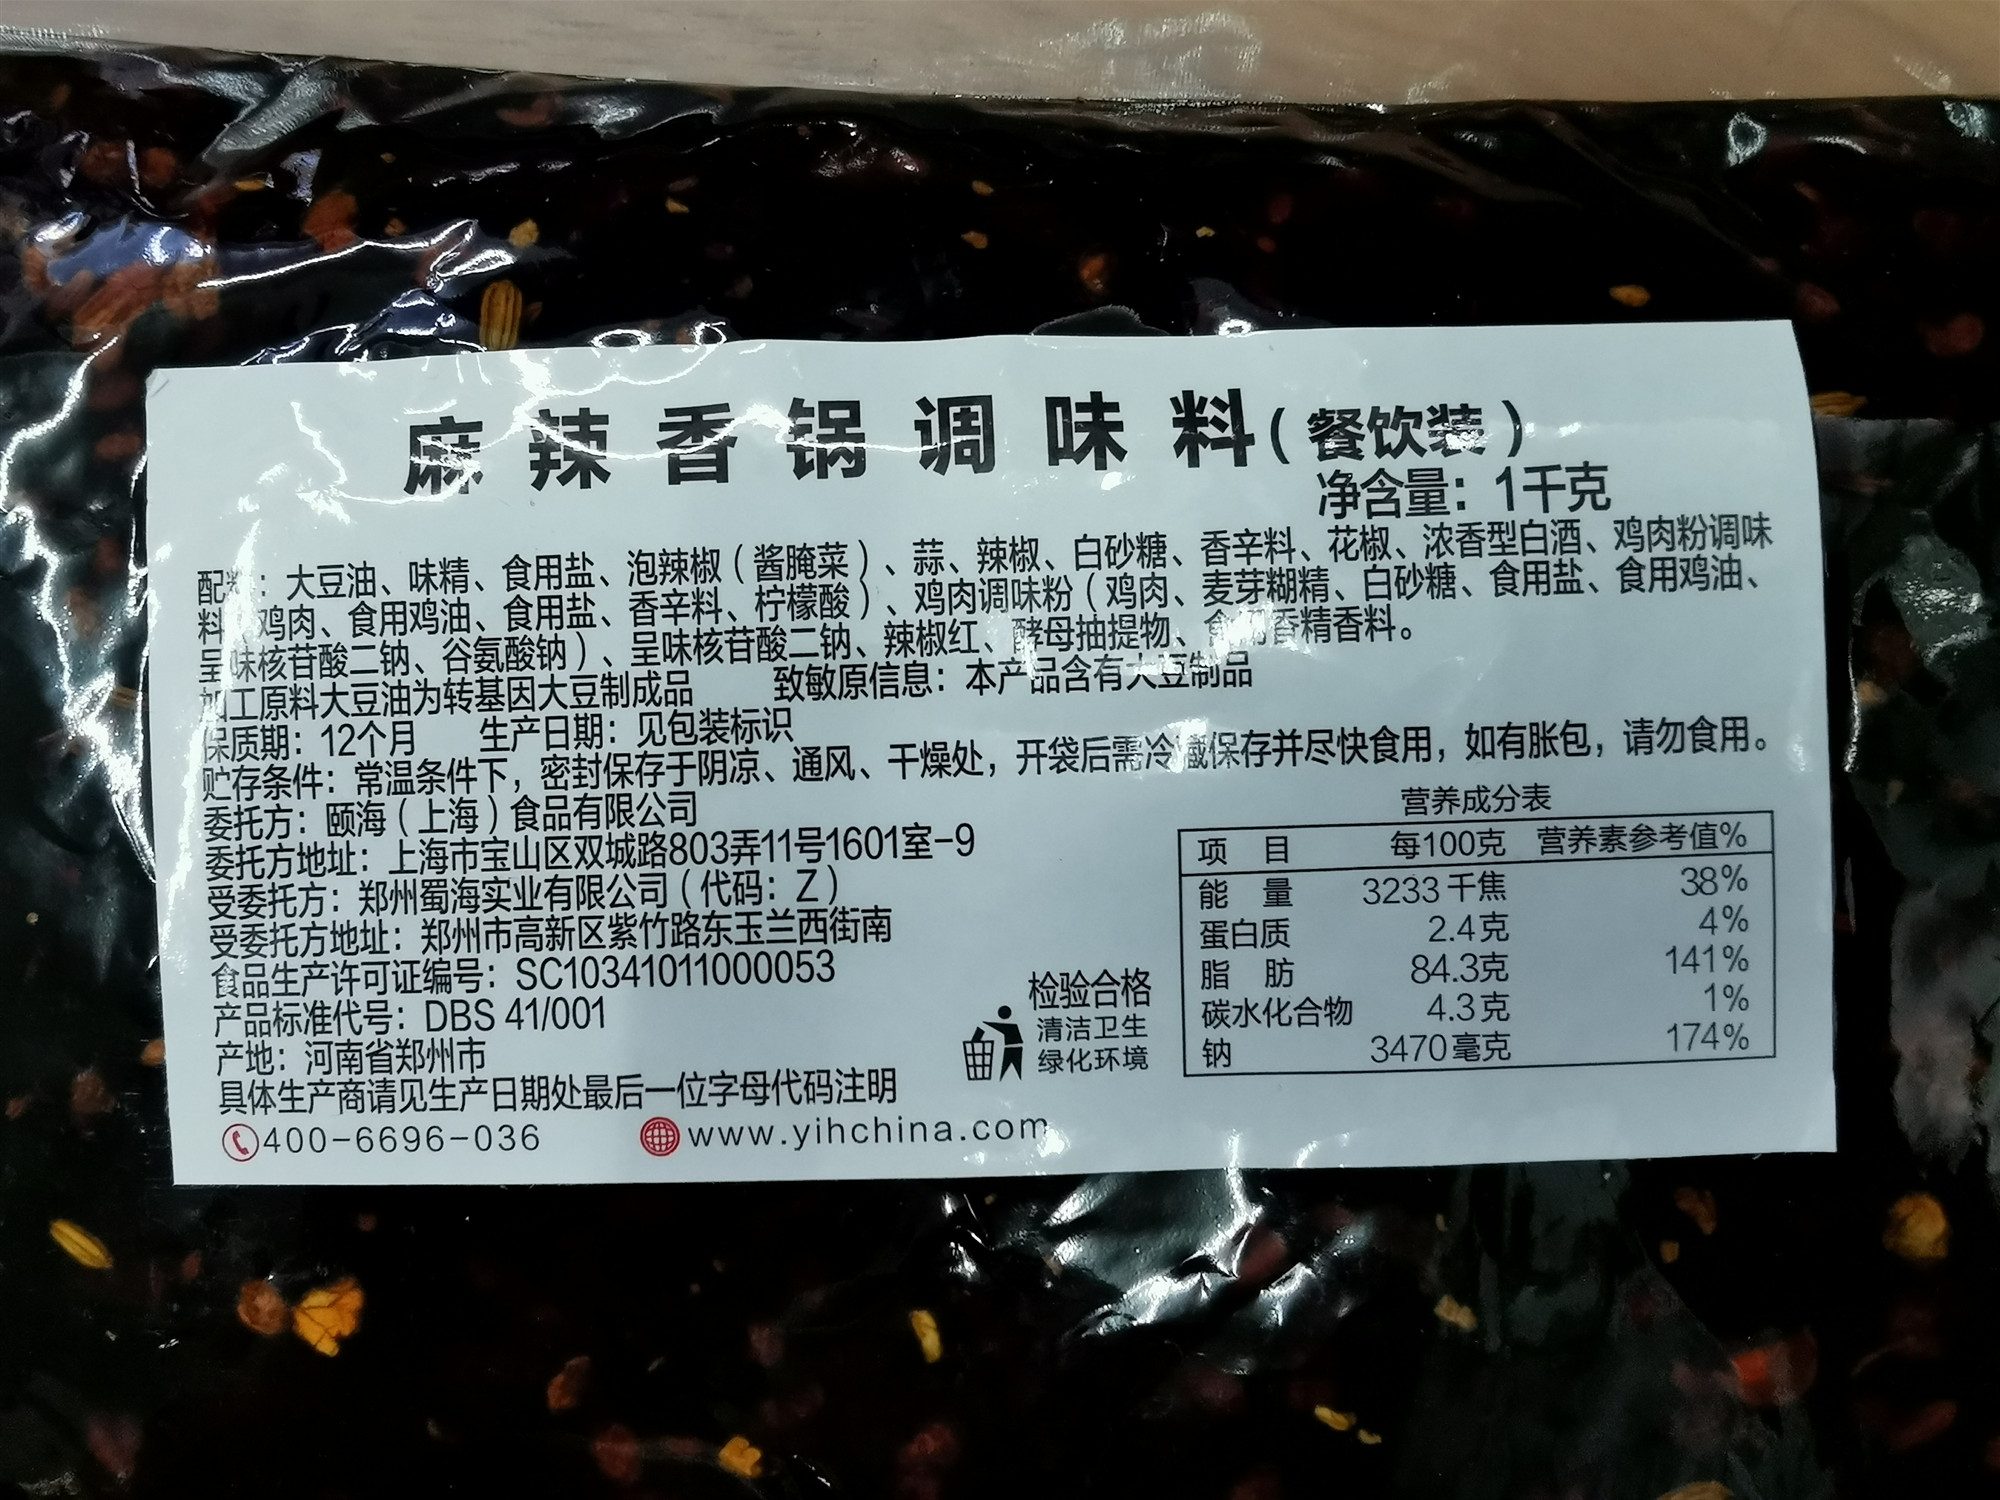 麻辣香锅调味料(餐饮装)
净含量：1千克
配料：大豆油、味精、食用盐、泡辣椒（酱腌菜）、蒜、辣椒、白砂糖、香辛料、花椒、浓香型白酒、鸡肉粉调味
料（鸡肉、食用鸡油、食用盐、香辛料、柠檬酸）、鸡肉调味粉（鸡肉、麦芽糊精、白砂糖、食用盐、食用鸡油、
呈味核苷酸二钠、谷氨酸钠）、呈味核苷酸二钠、辣椒红、酵母抽提物、食用香精香料。
加工原料大豆油为转基因大豆制成品 致敏原信息：本产品含有大豆制品
保质期：12个月 生产日期：见包装标识
贮存条件：常温条件下，密封保存于阴凉、通风、干燥处，开袋后需冷藏保存并尽快食用，如有胀包，请勿食用。
委托方：颐海（上海）食品有限公司
委托方地址：上海市宝山区双城路803弄11号1601室-9
受委托方：郑州蜀海实业有限公司（代码：Z）
受委托方地址：郑州市高新区紫竹路东玉兰西街南
食品生产许可证编号：SC10341011000053
产品标准代号：DBS 41/001
产地：河南省郑州市
具体生产商请见生产日期处最后一位字母代码注明
400-6696-036 www.yihchina.com
检验合格
清洁卫生
绿化环境
营养成分表
项 目 每100克 营养素参考值%
能 量 3233千焦 38%
蛋白质 2.4克 4%
脂 肪 84.3克 141%
碳水化合物 4.3克 1%
钠 3470毫克 174%